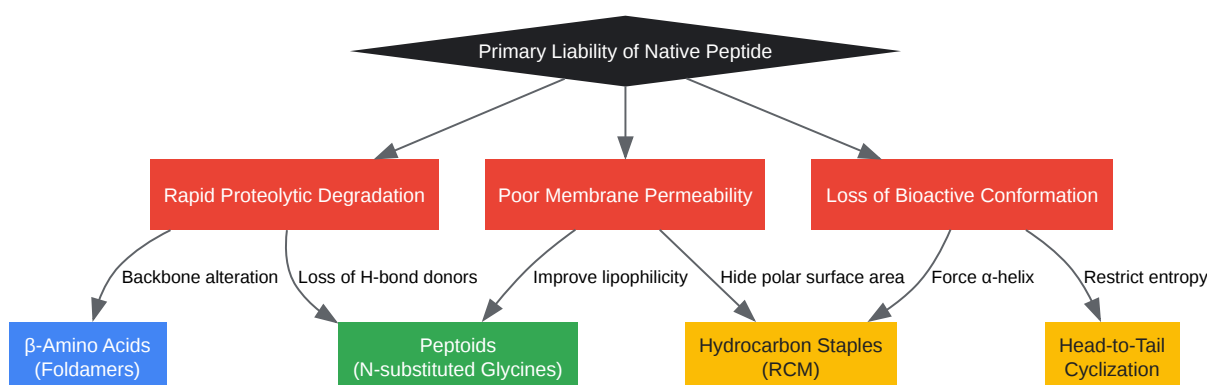 Primary Liability of Native Peptide
Rapid Proteolytic Degradation
Poor Membrane Permeability
Loss of Bioactive Conformation
Backbone alteration
Loss of H-bond donors
Improve lipophilicity
Hide polar surface area
Force α-helix
Restrict entropy
β-Amino Acids
(Foldamers)
Peptoids
(N-substituted Glycines)
Hydrocarbon Staples
(RCM)
Head-to-Tail
Cyclization